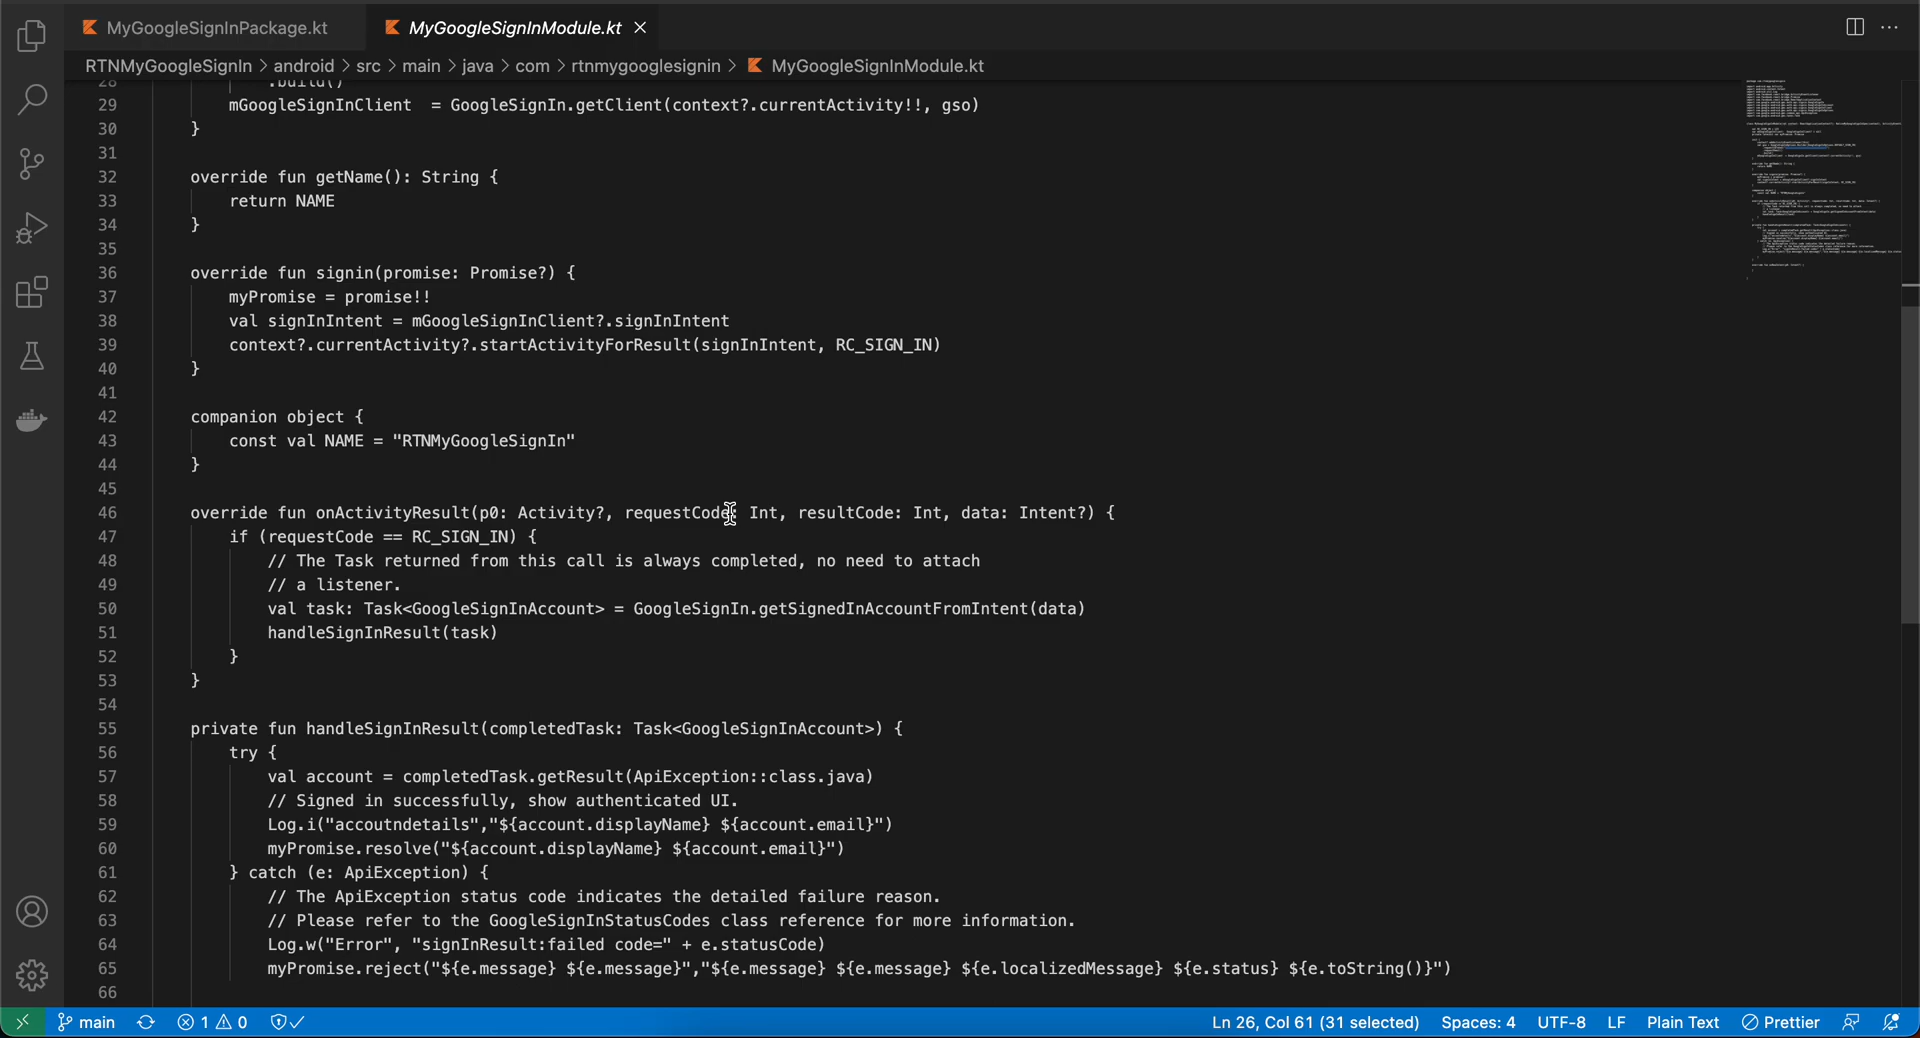 MyGoogleSignInPackage.kt
MyGoogleSignInModule.kt
RTNMyGoogleSignIn > android > src > main > java > com > rtnmygooglesignin > MyGoogleSignInModule.kt
28 .build()
29 mGoogleSignInClient  = GoogleSignIn.getClient(context?.currentActivity!!, gso)
30 }
31
32 override fun getName(): String {
33 return NAME
34 }
35
36 override fun signin(promise: Promise?) {
37 myPromise = promise!!
38 val signInIntent = mGoogleSignInClient?.signInIntent
39 context?.currentActivity?.startActivityForResult(signInIntent, RC_SIGN_IN)
40 }
41
42 companion object {
43 const val NAME = "RTNMyGoogleSignIn"
44 }
45
46 override fun onActivityResult(p0: Activity?, requestCode: Int, resultCode: Int, data: Intent?) {
47 if (requestCode == RC_SIGN_IN) {
48 // The Task returned from this call is always completed, no need to attach
49 // a listener.
50 val task: Task<GoogleSignInAccount> = GoogleSignIn.getSignedInAccountFromIntent(data)
51 handleSignInResult(task)
52 }
53 }
54
55 private fun handleSignInResult(completedTask: Task<GoogleSignInAccount>) {
56 try {
57 val account = completedTask.getResult(ApiException::class.java)
58 // Signed in successfully, show authenticated UI.
59 Log.i("accoutndetails","${account.displayName} ${account.email}")
60 myPromise.resolve("${account.displayName} ${account.email}")
61 } catch (e: ApiException) {
62 // The ApiException status code indicates the detailed failure reason.
63 // Please refer to the GoogleSignInStatusCodes class reference for more information.
64 Log.w("Error", "signInResult:failed code=" + e.statusCode)
65 myPromise.reject("${e.message} ${e.message}","${e.message} ${e.message} ${e.localizedMessage} ${e.status} ${e.toString()}")
66
main 1 0 Ln 26, Col 61 (31 selected) Spaces: 4 UTF-8 LF Plain Text Prettier